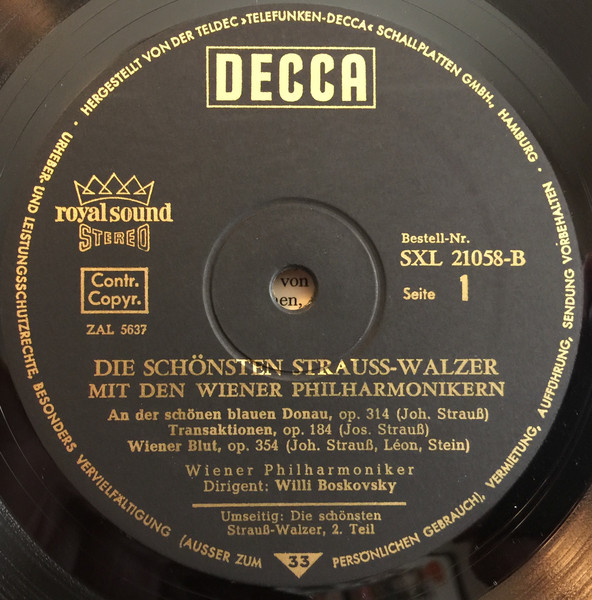 · HERGESTELLT VON DER TELDEC »TELEFUNKEN-DECCA« SCHALLPLATTEN GMBH., HAMBURG ·
URHEBER- UND LEISTUNGSSCHUTZRECHTE, BESONDERS VERVIELFÄLTIGUNG (AUSSER ZUM PERSÖNLICHEN GEBRAUCH), VERMIETUNG, AUFFÜHRUNG, SENDUNG VORBEHALTEN
DECCA
royal sound
STEREO
Contr.
Copyr.
ZAL 5637
Bestell-Nr.
SXL 21058-B
Seite 1
von
en,
DIE SCHÖNSTEN STRAUSS-WALZER
MIT DEN WIENER PHILHARMONIKERN
An der schönen blauen Donau, op. 314 (Joh. Strauß)
Transaktionen, op. 184 (Jos. Strauß)
Wiener Blut, op. 354 (Joh. Strauß, Léon, Stein)
Wiener Philharmoniker
Dirigent: Willi Boskovsky
Umseitig: Die schönsten
Strauß-Walzer, 2. Teil
33